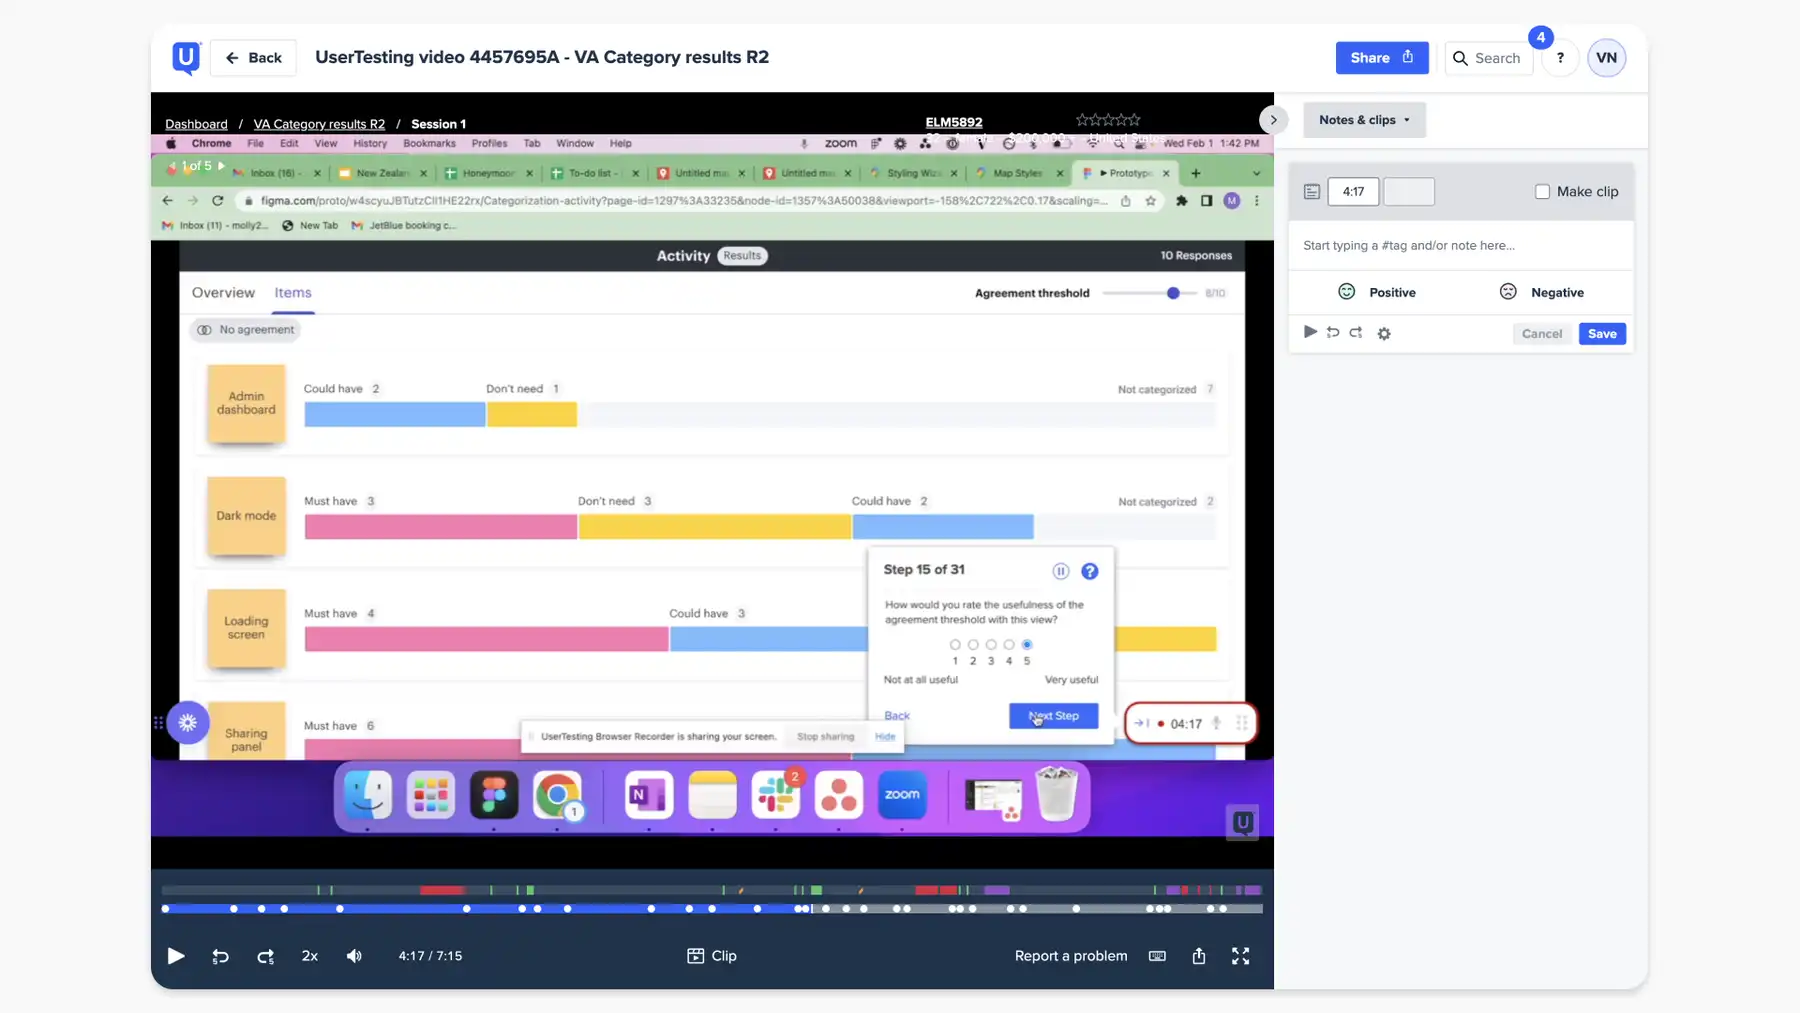 Back
UserTesting video 4457695A - VA Category results R2
Share
Search
4
?
VN
Dashboard / VA Category results R2 / Session 1
ELM5892
Notes & clips
Chrome File Edit View History Bookmarks Profiles Tab Window Help
zoom
Wed Feb 1 1:42 PM
1 of 5
Inbox (16) -
New Zealan
Honeymoon
To-do list -
Untitled ma
Untitled ma
Styling Wiz
Map Styles
Prototype
figma.com/proto/w4scyuJBTutzCII1HE22rx/Categorization-activity?page-id=1297%3A33235&node-id=1357%3A50038&viewport=-158%2C722%2C0.17&scaling=...
M
Inbox (11) - molly2...
New Tab
JetBlue booking c...
Activity Results
10 Responses
Overview
Items
Agreement threshold
8/10
No agreement
Admin
dashboard
Could have 2
Don't need 1
Not categorized 7
Dark mode
Must have 3
Don't need 3
Could have 2
Not categorized 2
Loading
screen
Must have 4
Could have 3
Sharing
panel
Must have 6
Step 15 of 31
?
How would you rate the usefulness of the
agreement threshold with this view?
1 2 3 4 5
Not at all useful
Very useful
Back
Next Step
04:17
UserTesting Browser Recorder is sharing your screen.
Stop sharing
Hide
1
N
2
zoom
4:17
Make clip
Start typing a #tag and/or note here...
Positive
Negative
5
5
Cancel
Save
5
5
2x
4:17 / 7:15
Clip
Report a problem